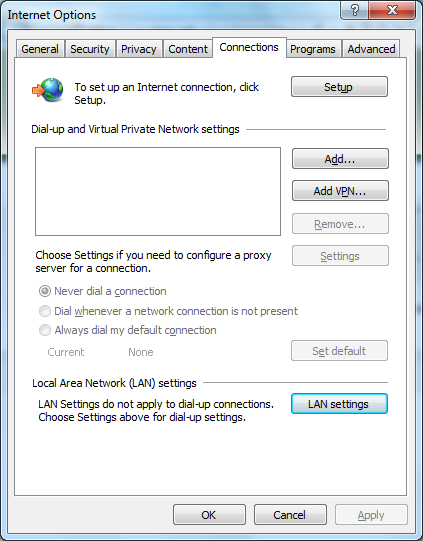 Internet Options
General Security Privacy Content Connections Programs Advanced
To set up an Internet connection, click
Setup.
Setup
Dial-up and Virtual Private Network settings
Add...
Add VPN...
Remove...
Choose Settings if you need to configure a proxy
server for a connection.
Settings
Never dial a connection
Dial whenever a network connection is not present
Always dial my default connection
Current None
Set default
Local Area Network (LAN) settings
LAN Settings do not apply to dial-up connections.
Choose Settings above for dial-up settings.
LAN settings
OK Cancel Apply